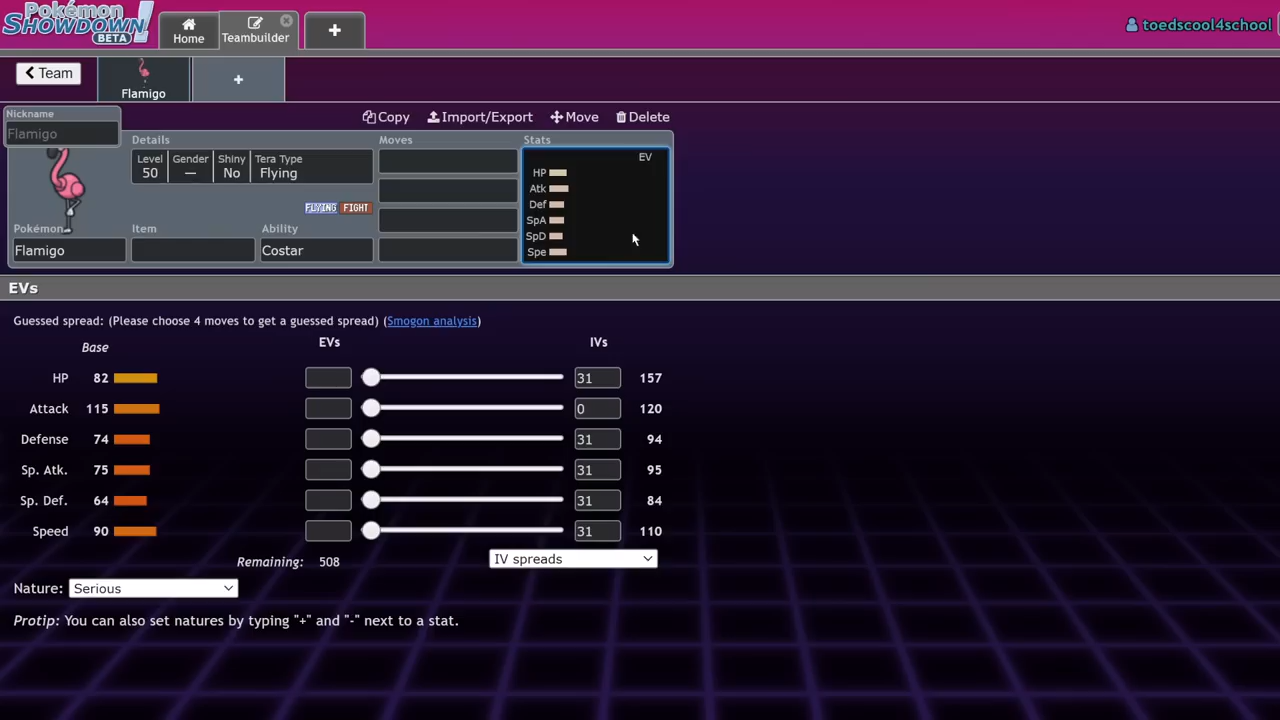 Pokémon
SHOWDOWN!
BETA
Home
Teambuilder
+
toedscool4school
Team
Flamigo
+
Nickname
Flamigo
Copy
Import/Export
Move
Delete
Details
Moves
Stats
Level
Gender
Shiny
Tera Type
50
—
No
Flying
EV
HP
Atk
Def
SpA
SpD
Spe
FLYING
FIGHT
Pokémon
Item
Ability
Flamigo
Costar
EVs
Guessed spread: (Please choose 4 moves to get a guessed spread) (Smogon analysis)
Base
EVs
IVs
HP 82 31 157
Attack 115 0 120
Defense 74 31 94
Sp. Atk. 75 31 95
Sp. Def. 64 31 84
Speed 90 31 110
Remaining: 508
IV spreads
Nature: Serious
Protip: You can also set natures by typing "+" and "-" next to a stat.